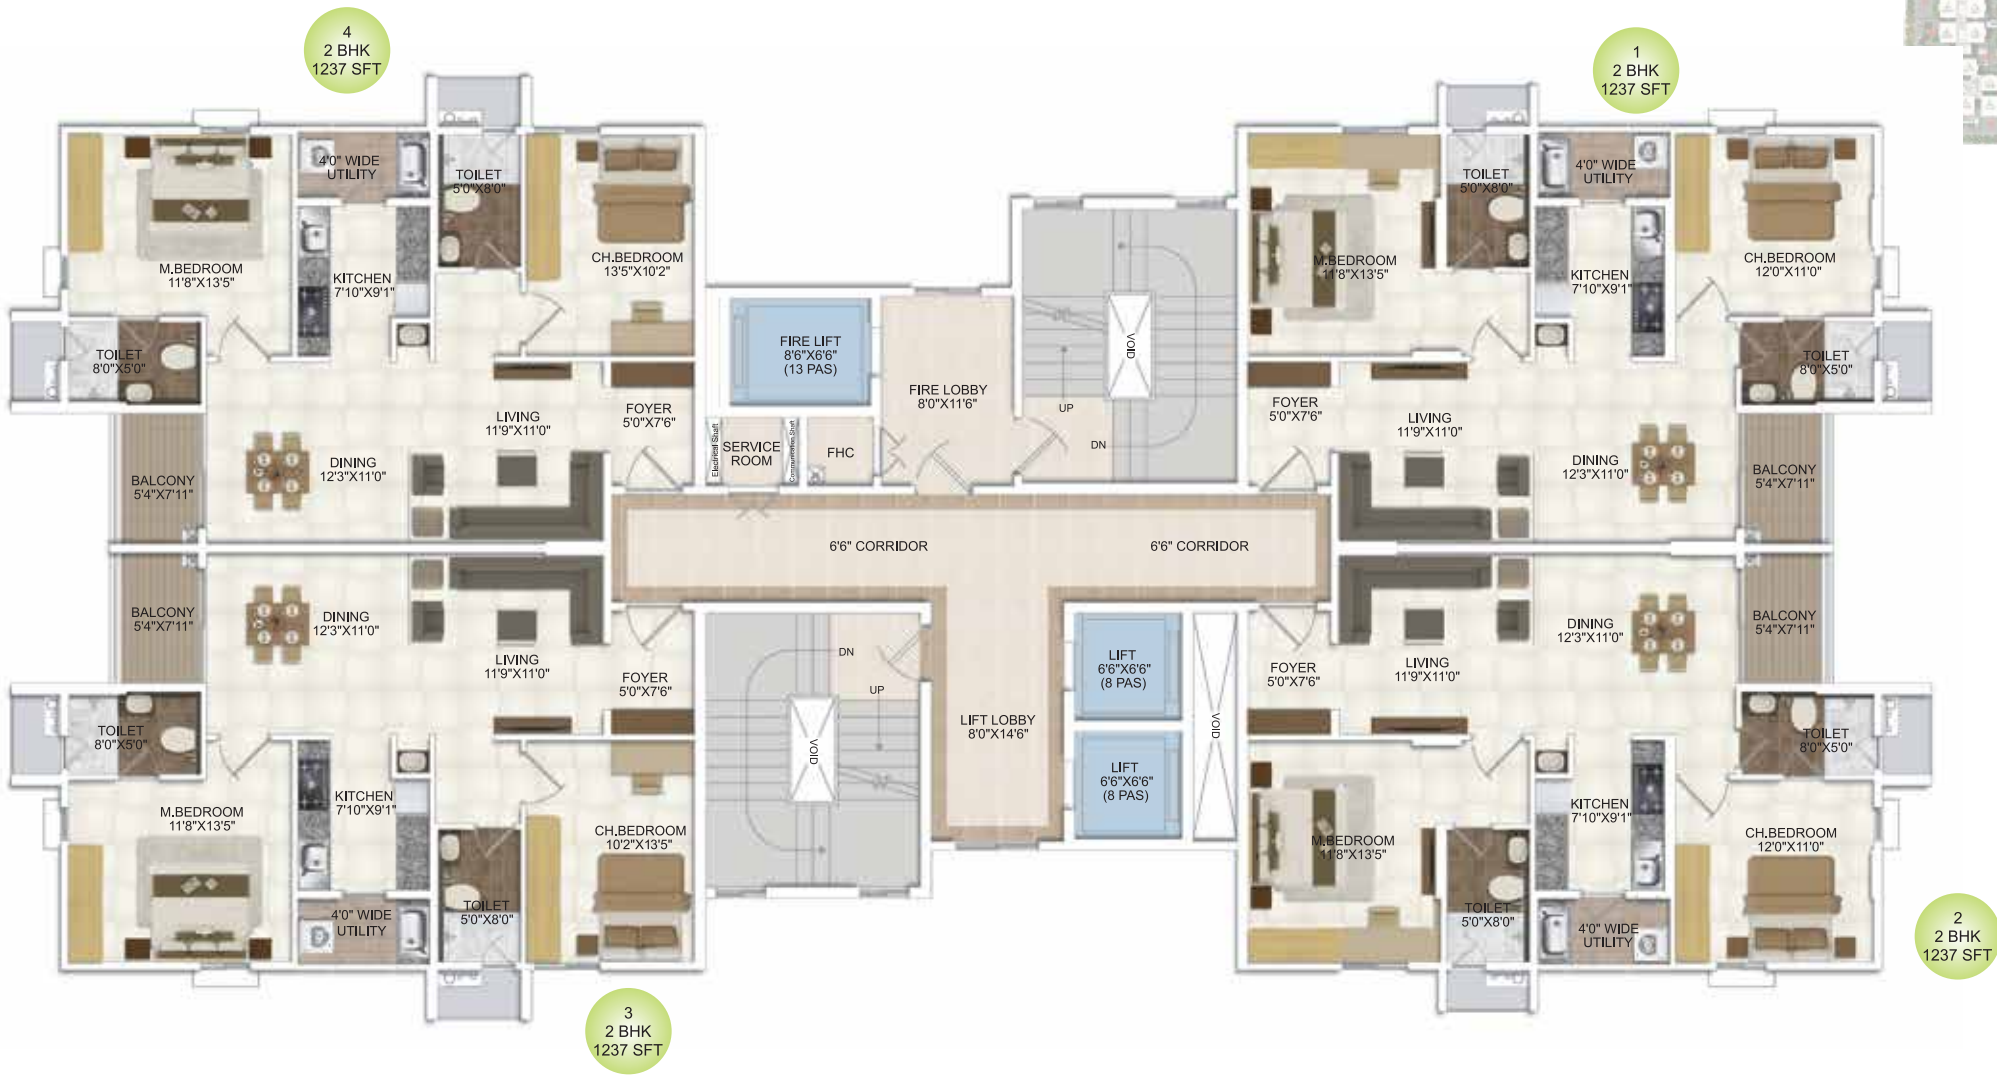 4
2 BHK
1237 SFT
1
2 BHK
1237 SFT
4'0" WIDE
UTILITY
TOILET
5'0"X8'0"
M.BEDROOM
11'8"X13'5"
KITCHEN
7'10"X9'1"
CH.BEDROOM
13'5"X10'2"
TOILET
8'0"X5'0"
LIVING
11'9"X11'0"
FOYER
5'0"X7'6"
DINING
12'3"X11'0"
BALCONY
5'4"X7'11"
FIRE LIFT
8'6"X6'6"
(13 PAS)
FIRE LOBBY
8'0"X11'6"
Electrical Shaft
SERVICE
ROOM
Communication Shaft
FHC
VOID
UP
DN
TOILET
5'0"X8'0"
4'0" WIDE
UTILITY
M.BEDROOM
11'8"X13'5"
KITCHEN
7'10"X9'1"
CH.BEDROOM
12'0"X11'0"
TOILET
8'0"X5'0"
FOYER
5'0"X7'6"
LIVING
11'9"X11'0"
DINING
12'3"X11'0"
BALCONY
5'4"X7'11"
6'6" CORRIDOR
6'6" CORRIDOR
BALCONY
5'4"X7'11"
DINING
12'3"X11'0"
LIVING
11'9"X11'0"
FOYER
5'0"X7'6"
TOILET
8'0"X5'0"
M.BEDROOM
11'8"X13'5"
KITCHEN
7'10"X9'1"
CH.BEDROOM
10'2"X13'5"
4'0" WIDE
UTILITY
TOILET
5'0"X8'0"
DN
UP
VOID
LIFT LOBBY
8'0"X14'6"
LIFT
6'6"X6'6"
(8 PAS)
LIFT
6'6"X6'6"
(8 PAS)
VOID
FOYER
5'0"X7'6"
LIVING
11'9"X11'0"
DINING
12'3"X11'0"
BALCONY
5'4"X7'11"
TOILET
8'0"X5'0"
M.BEDROOM
11'8"X13'5"
KITCHEN
7'10"X9'1"
CH.BEDROOM
12'0"X11'0"
TOILET
5'0"X8'0"
4'0" WIDE
UTILITY
2
2 BHK
1237 SFT
3
2 BHK
1237 SFT